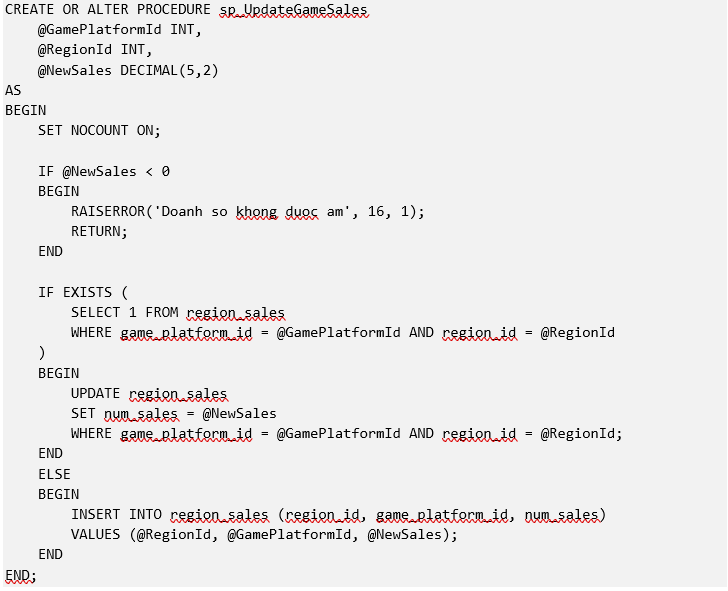 CREATE OR ALTER PROCEDURE sp_UpdateGameSales
    @GamePlatformId INT,
    @RegionId INT,
    @NewSales DECIMAL(5,2)
AS
BEGIN
    SET NOCOUNT ON;

    IF @NewSales < 0
    BEGIN
        RAISERROR('Doanh so khong duoc am', 16, 1);
        RETURN;
    END

    IF EXISTS (
        SELECT 1 FROM region_sales
        WHERE game_platform_id = @GamePlatformId AND region_id = @RegionId
    )
    BEGIN
        UPDATE region_sales
        SET num_sales = @NewSales
        WHERE game_platform_id = @GamePlatformId AND region_id = @RegionId;
    END
    ELSE
    BEGIN
        INSERT INTO region_sales (region_id, game_platform_id, num_sales)
        VALUES (@RegionId, @GamePlatformId, @NewSales);
    END
END;